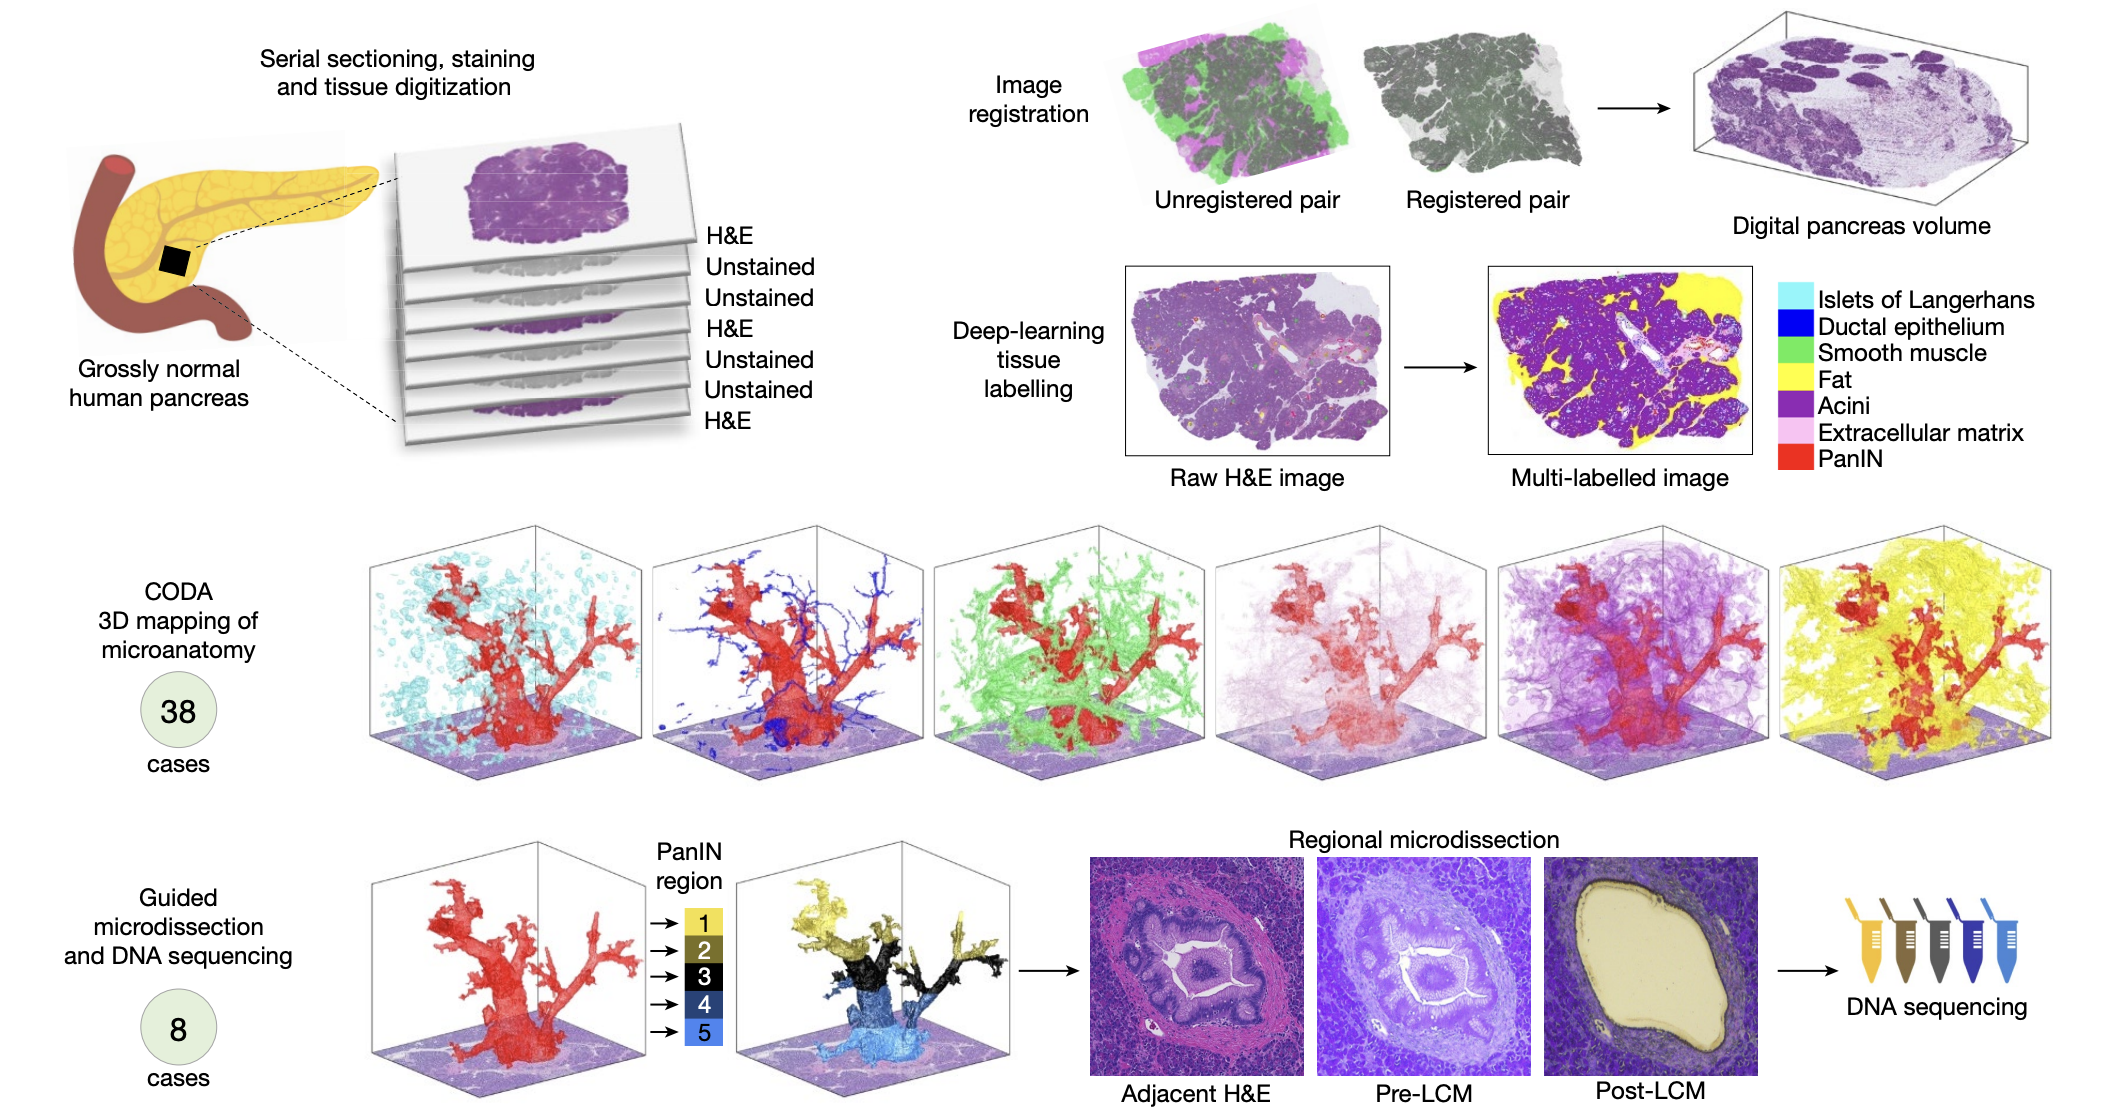 Serial sectioning, staining
and tissue digitization
Grossly normal
human pancreas
H&E
Unstained
Unstained
H&E
Unstained
Unstained
H&E
Image
registration
Unregistered pair
Registered pair
Digital pancreas volume
Deep-learning
tissue
labelling
Raw H&E image
Multi-labelled image
Islets of Langerhans
Ductal epithelium
Smooth muscle
Fat
Acini
Extracellular matrix
PanIN
CODA
3D mapping of
microanatomy
38
cases
Guided
microdissection
and DNA sequencing
8
cases
PanIN
region
1
2
3
4
5
Regional microdissection
Adjacent H&E
Pre-LCM
Post-LCM
DNA sequencing